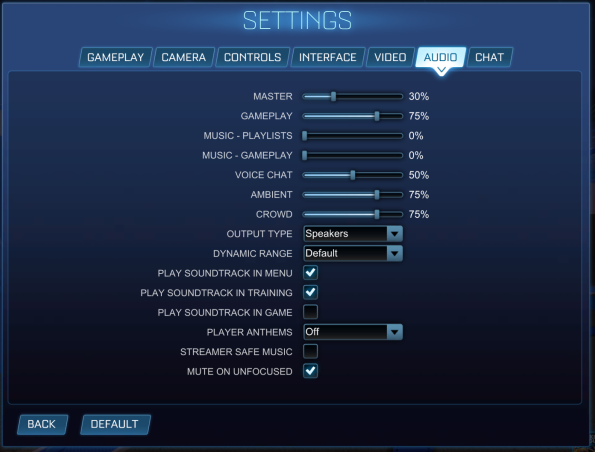 SETTINGS
GAMEPLAY CAMERA CONTROLS INTERFACE VIDEO AUDIO CHAT
MASTER 30%
GAMEPLAY 75%
MUSIC - PLAYLISTS 0%
MUSIC - GAMEPLAY 0%
VOICE CHAT 50%
AMBIENT 75%
CROWD 75%
OUTPUT TYPE Speakers
DYNAMIC RANGE Default
PLAY SOUNDTRACK IN MENU
PLAY SOUNDTRACK IN TRAINING
PLAY SOUNDTRACK IN GAME
PLAYER ANTHEMS Off
STREAMER SAFE MUSIC
MUTE ON UNFOCUSED
BACK DEFAULT